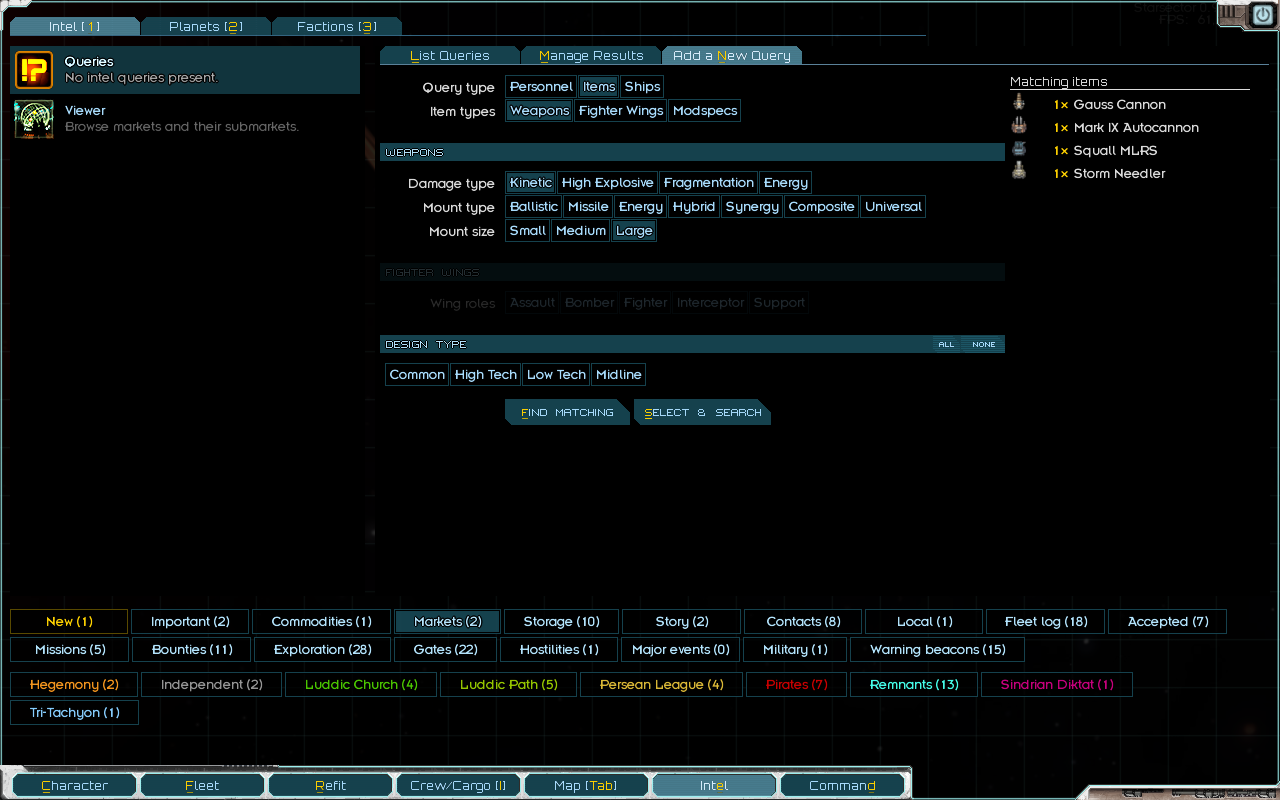 Intel [1] Planets [2] Factions [3]
Queries
No intel queries present.
Viewer
Browse markets and their submarkets.
List Queries Manage Results Add a New Query
Query type Personnel Items Ships
Item types Weapons Fighter Wings Modspecs
WEAPONS
Damage type Kinetic High Explosive Fragmentation Energy
Mount type Ballistic Missile Energy Hybrid Synergy Composite Universal
Mount size Small Medium Large
FIGHTER WINGS
Wing roles Assault Bomber Fighter Interceptor Support
DESIGN TYPE ALL NONE
Common High Tech Low Tech Midline
FIND MATCHING SELECT & SEARCH
Matching items
1× Gauss Cannon
1× Mark IX Autocannon
1× Squall MLRS
1× Storm Needler
New (1) Important (2) Commodities (1) Markets (2) Storage (10) Story (2) Contacts (8) Local (1) Fleet log (18) Accepted (7)
Missions (5) Bounties (11) Exploration (28) Gates (22) Hostilities (1) Major events (0) Military (1) Warning beacons (15)
Hegemony (2) Independent (2) Luddic Church (4) Luddic Path (5) Persean League (4) Pirates (7) Remnants (13) Sindrian Diktat (1)
Tri-Tachyon (1)
Character Fleet Refit Crew/Cargo [I] Map [Tab] Intel Command